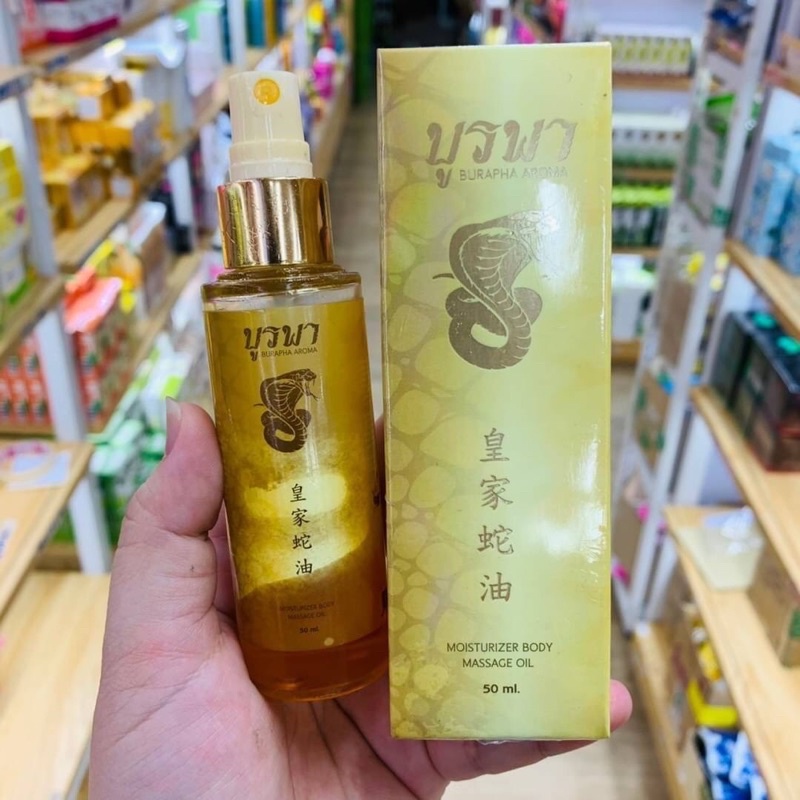 บูรพา
BURAPHA AROMA
皇家蛇油
MOISTURIZER BODY
MASSAGE OIL
50 ml.
บูรพา
BURAPHA AROMA
皇家蛇油
MOISTURIZER BODY
MASSAGE OIL
50 ml.